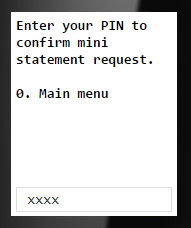 Enter your PIN to
confirm mini
statement request.
0. Main menu
xxxx